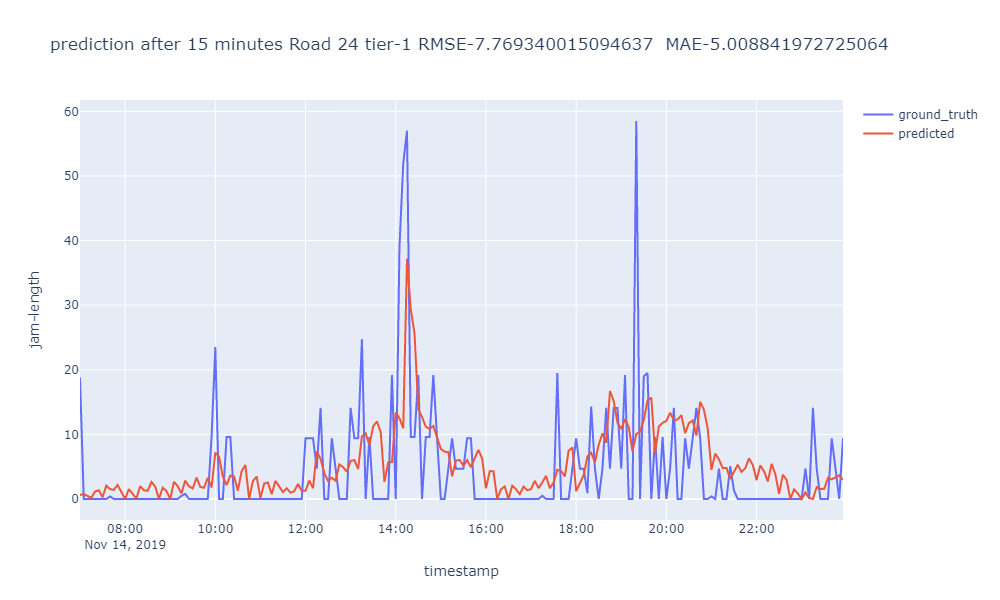 prediction after 15 minutes Road 24 tier-1 RMSE-7.769340015094637  MAE-5.008841972725064
ground_truth
predicted
60
50
40
30
20
10
0
jam-length
08:00 10:00 12:00 14:00 16:00 18:00 20:00 22:00
Nov 14, 2019
timestamp